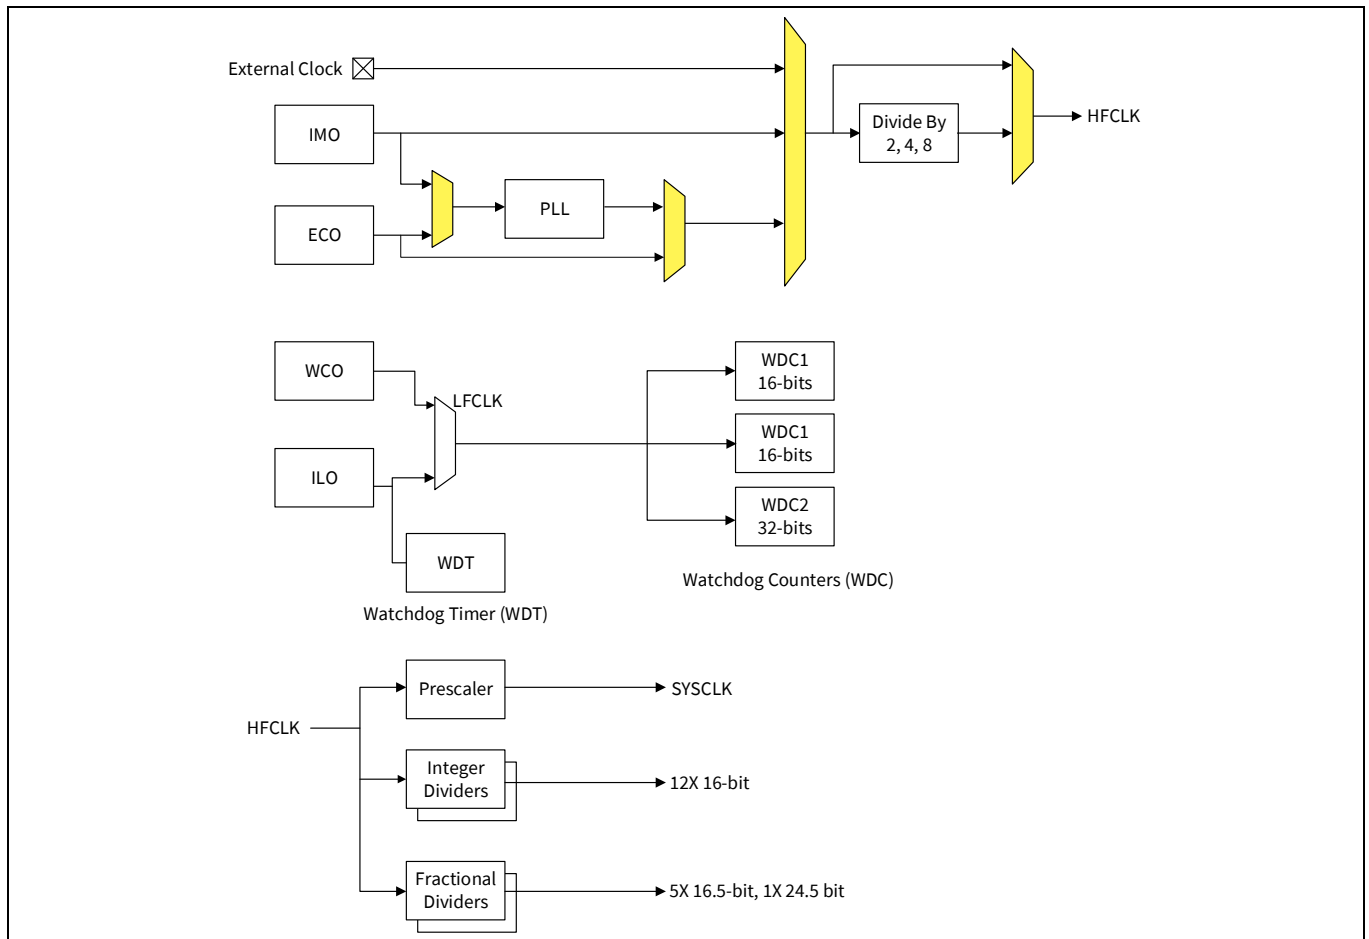 External Clock
IMO
Divide By
2, 4, 8
HFCLK
PLL
ECO
WCO
LFCLK
WDC1
16-bits
WDC1
16-bits
ILO
WDC2
32-bits
WDT
Watchdog Counters (WDC)
Watchdog Timer (WDT)
Prescaler
SYSCLK
HFCLK
Integer
Dividers
12X 16-bit
Fractional
Dividers
5X 16.5-bit, 1X 24.5 bit